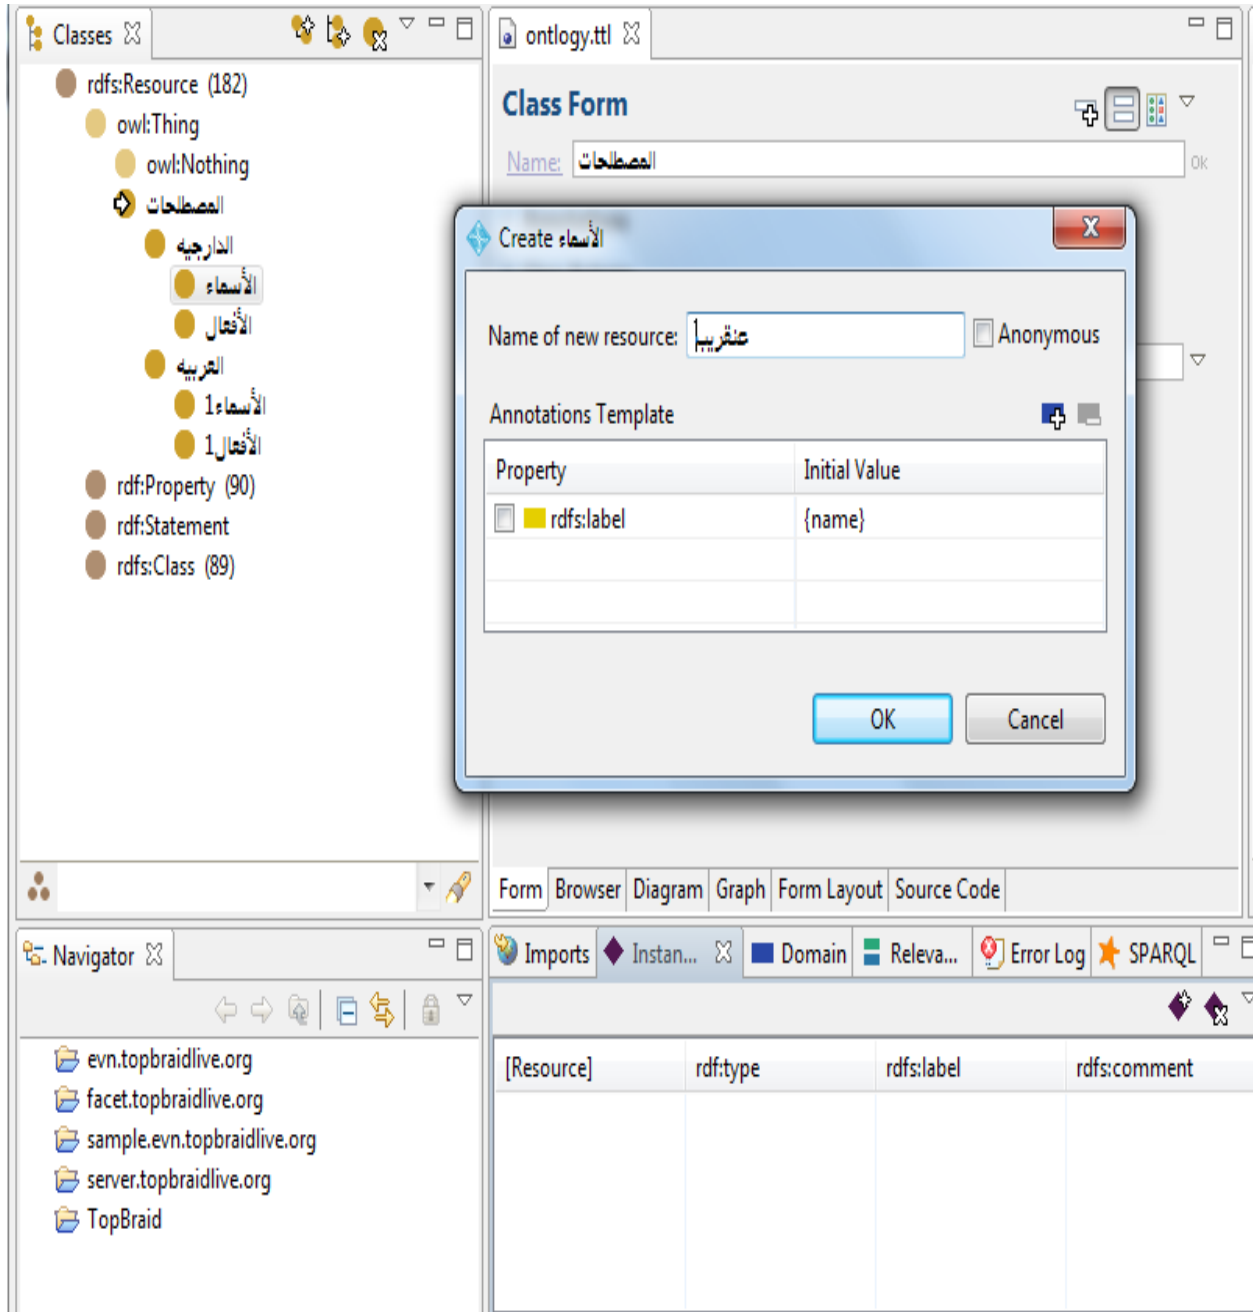 Classes
rdfs:Resource (182)
owl:Thing
owl:Nothing
المصطلحات
الدارجيه
الأسماء
الأفعال
العربيه
الأسماء1
الأفعال1
rdf:Property (90)
rdf:Statement
rdfs:Class (89)
ontlogy.ttl
Class Form
Name: المصطلحات Ok
Create الأسماء
Name of new resource: عنقريب Anonymous
Annotations Template
Property Initial Value
rdfs:label {name}
OK Cancel
Form Browser Diagram Graph Form Layout Source Code
Navigator
evn.topbraidlive.org
facet.topbraidlive.org
sample.evn.topbraidlive.org
server.topbraidlive.org
TopBraid
Imports Instan... Domain Releva... Error Log SPARQL
[Resource] rdf:type rdfs:label rdfs:comment